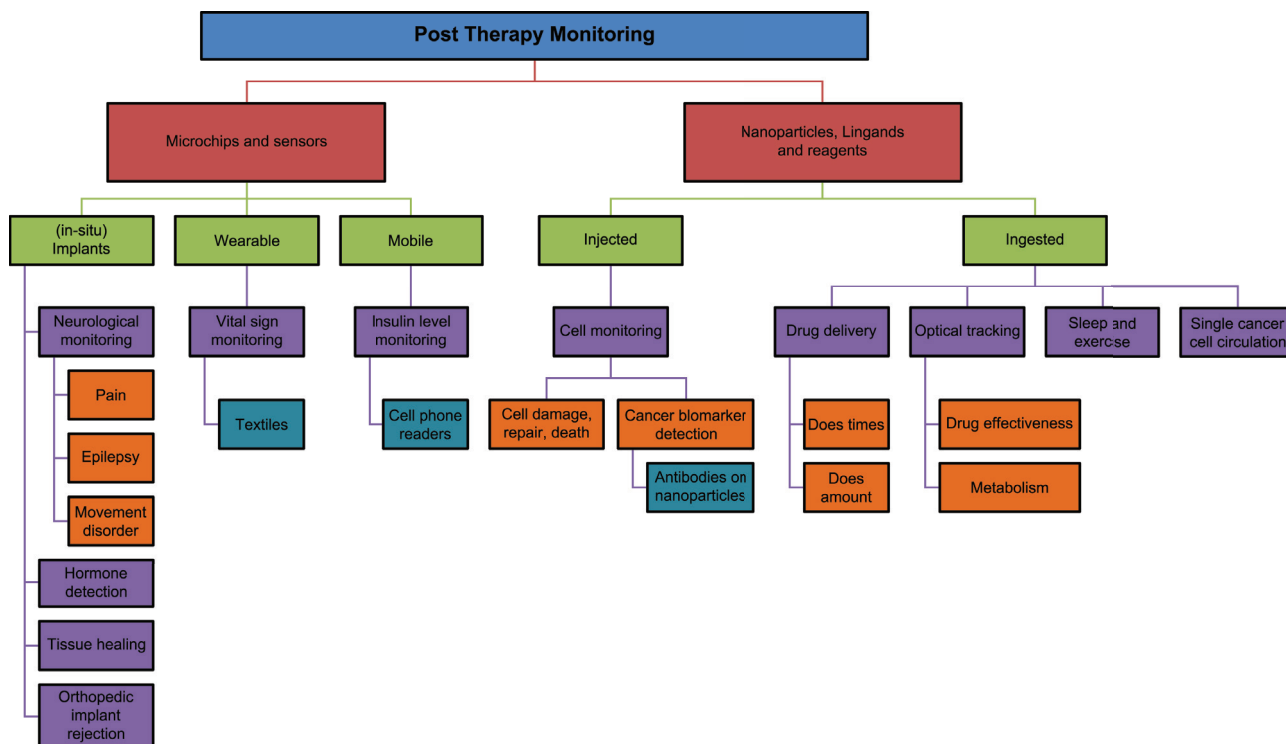 Post Therapy Monitoring
Microchips and sensors
Nanoparticles, Lingands
and reagents
(in-situ)
Implants
Wearable
Mobile
Injected
Ingested
Neurological
monitoring
Vital sign
monitoring
Insulin level
monitoring
Cell monitoring
Drug delivery
Optical tracking
Sleep and
exercise
Single cancer
cell circulation
Pain
Textiles
Cell phone
readers
Cell damage,
repair, death
Cancer biomarker
detection
Does times
Drug effectiveness
Epilepsy
Antibodies on
nanoparticles
Does
amount
Metabolism
Movement
disorder
Hormone
detection
Tissue healing
Orthopedic
implant
rejection